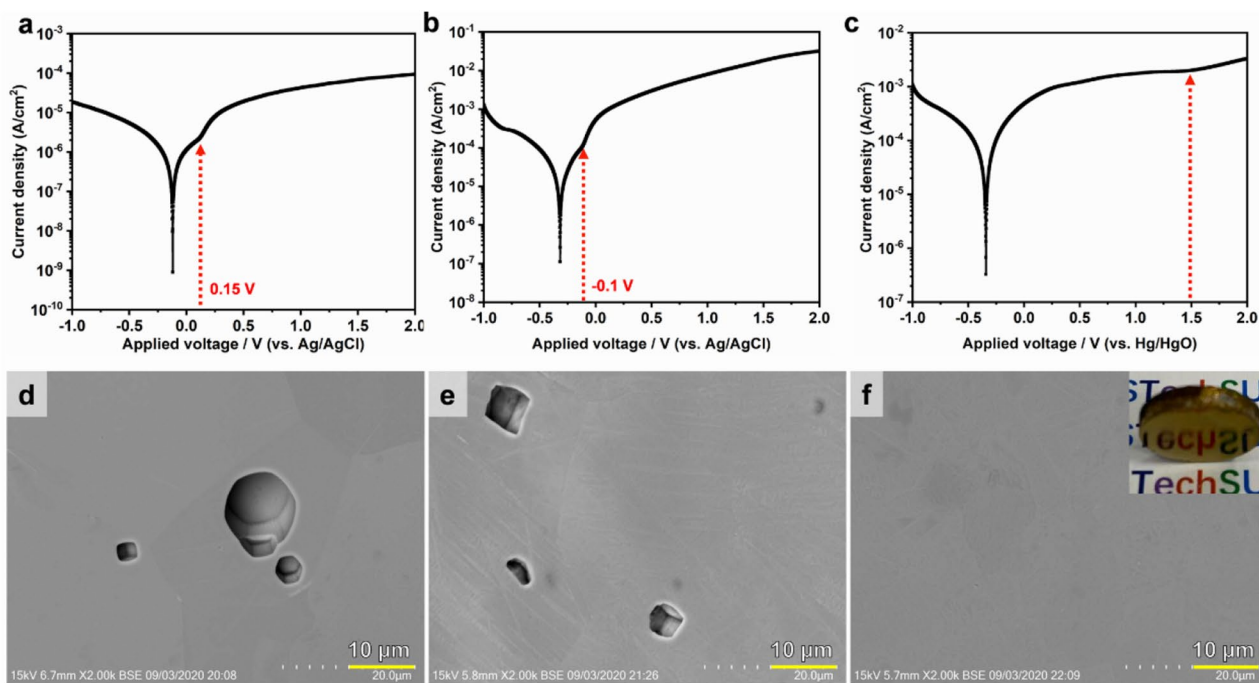 a
10⁻³
10⁻⁴
10⁻⁵
10⁻⁶
10⁻⁷
10⁻⁸
10⁻⁹
10⁻¹⁰
Current density (A/cm²)
0.15 V
-1.0 -0.5 0.0 0.5 1.0 1.5 2.0
Applied voltage / V (vs. Ag/AgCl)
b
10⁻¹
10⁻²
10⁻³
10⁻⁴
10⁻⁵
10⁻⁶
10⁻⁷
10⁻⁸
Current density (A/cm²)
-0.1 V
-1.0 -0.5 0.0 0.5 1.0 1.5 2.0
Applied voltage / V (vs. Ag/AgCl)
c
10⁻¹
10⁻²
10⁻³
10⁻⁴
10⁻⁵
10⁻⁶
10⁻⁷
Current density (A/cm²)
-1.0 -0.5 0.0 0.5 1.0 1.5 2.0
Applied voltage / V (vs. Hg/HgO)
d
10 μm
15kV 6.7mm X2.00k BSE 09/03/2020 20:08
20.0μm
e
10 μm
15kV 5.8mm X2.00k BSE 09/03/2020 21:26
20.0μm
f
TechSU
10 μm
15kV 5.7mm X2.00k BSE 09/03/2020 22:09
20.0μm